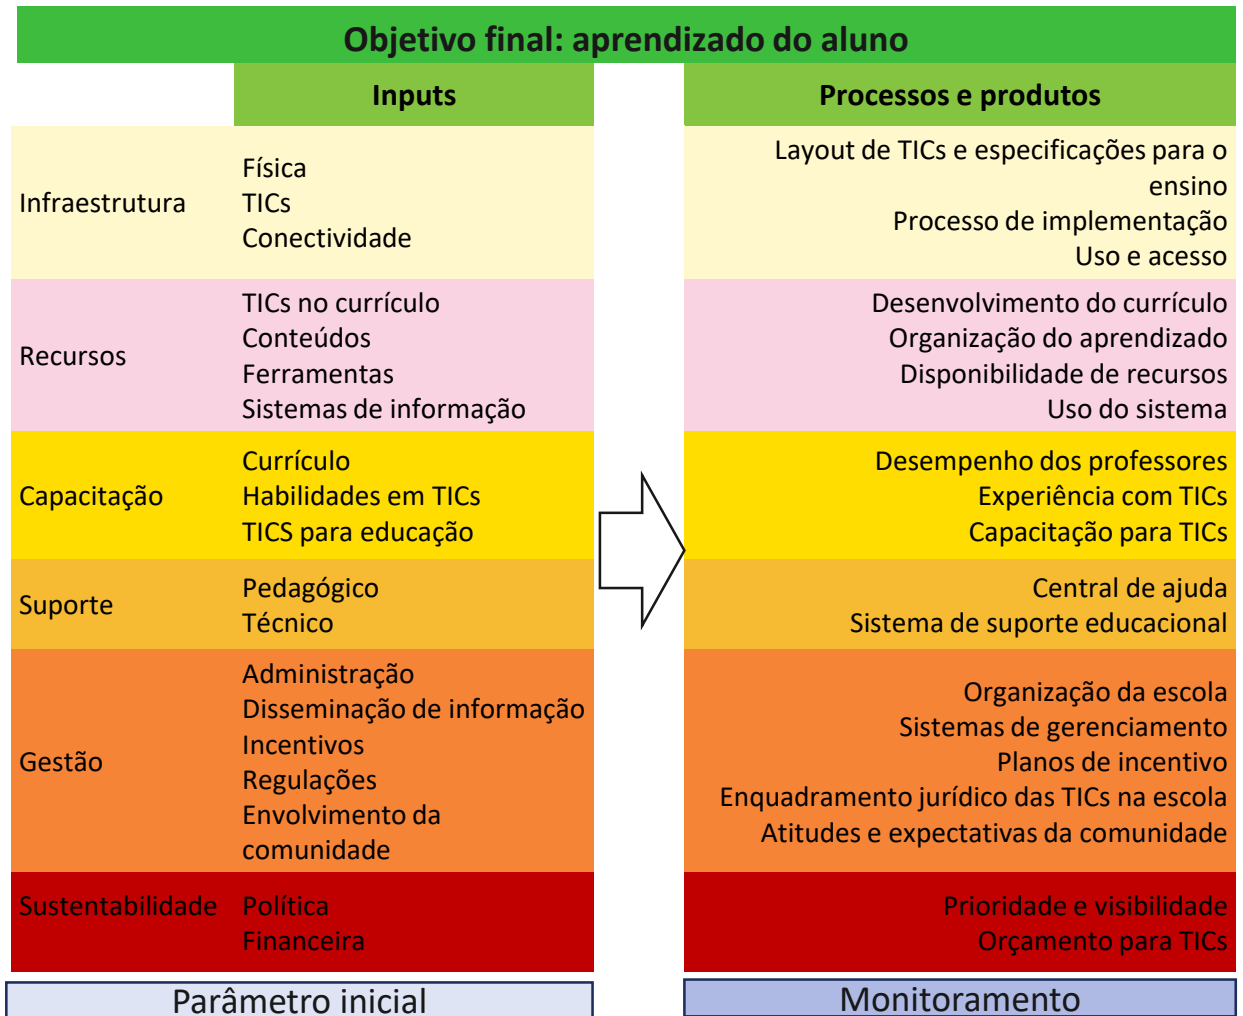 Objetivo final: aprendizado do aluno
Inputs
Processos e produtos
Infraestrutura
Física
TICs
Conectividade
Layout de TICs e especificações para o
ensino
Processo de implementação
Uso e acesso
Recursos
TICs no currículo
Conteúdos
Ferramentas
Sistemas de informação
Desenvolvimento do currículo
Organização do aprendizado
Disponibilidade de recursos
Uso do sistema
Capacitação
Currículo
Habilidades em TICs
TICS para educação
Desempenho dos professores
Experiência com TICs
Capacitação para TICs
Suporte
Pedagógico
Técnico
Central de ajuda
Sistema de suporte educacional
Gestão
Administração
Disseminação de informação
Incentivos
Regulações
Envolvimento da
comunidade
Organização da escola
Sistemas de gerenciamento
Planos de incentivo
Enquadramento jurídico das TICs na escola
Atitudes e expectativas da comunidade
Sustentabilidade
Política
Financeira
Prioridade e visibilidade
Orçamento para TICs
Parâmetro inicial
Monitoramento